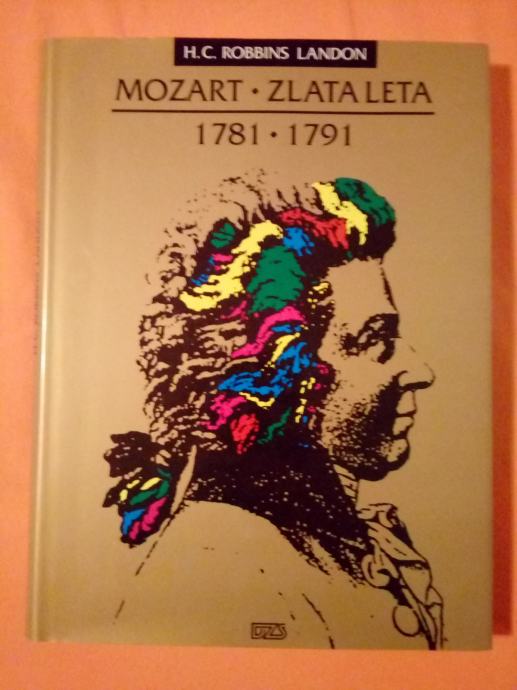 H.C. ROBBINS LANDON
MOZART · ZLATA LETA
1781 · 1791
DZS